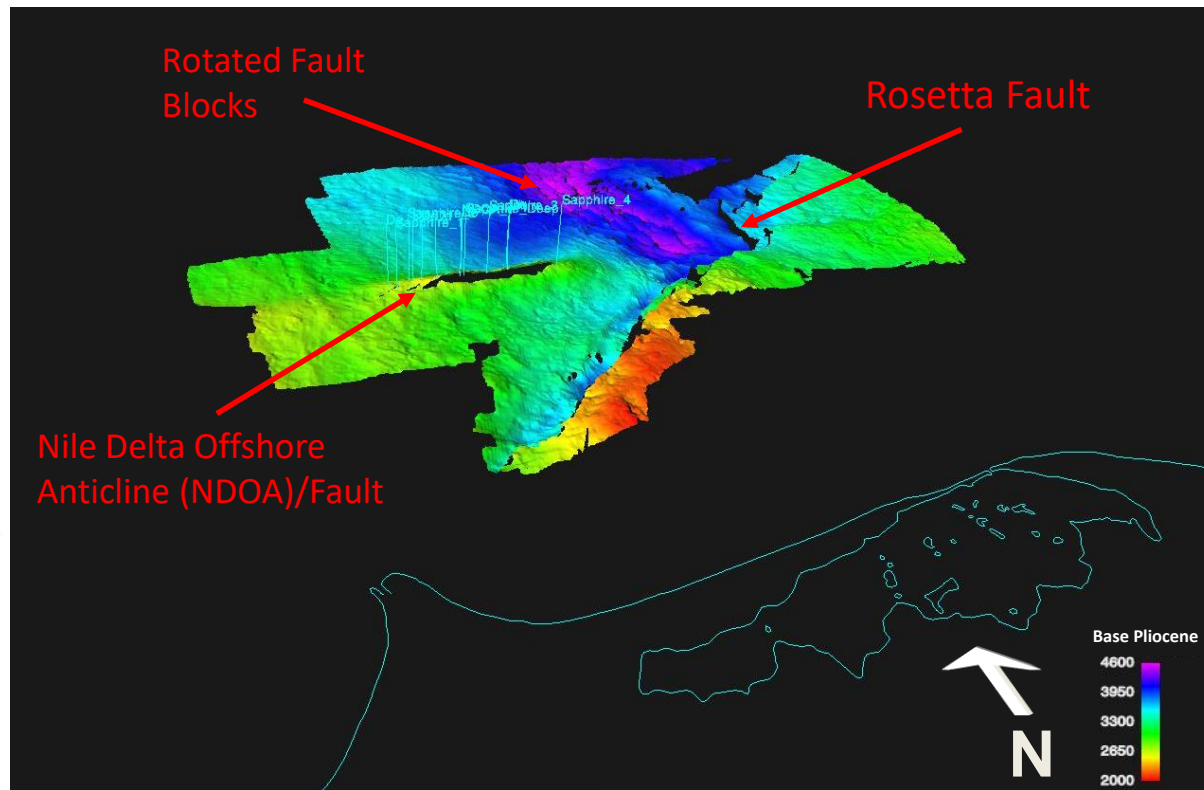 Rotated Fault
Blocks
Rosetta Fault
Sapphire_4
Nile Delta Offshore
Anticline (NDOA)/Fault
Base Pliocene
4600
3950
3300
2650
2000
N